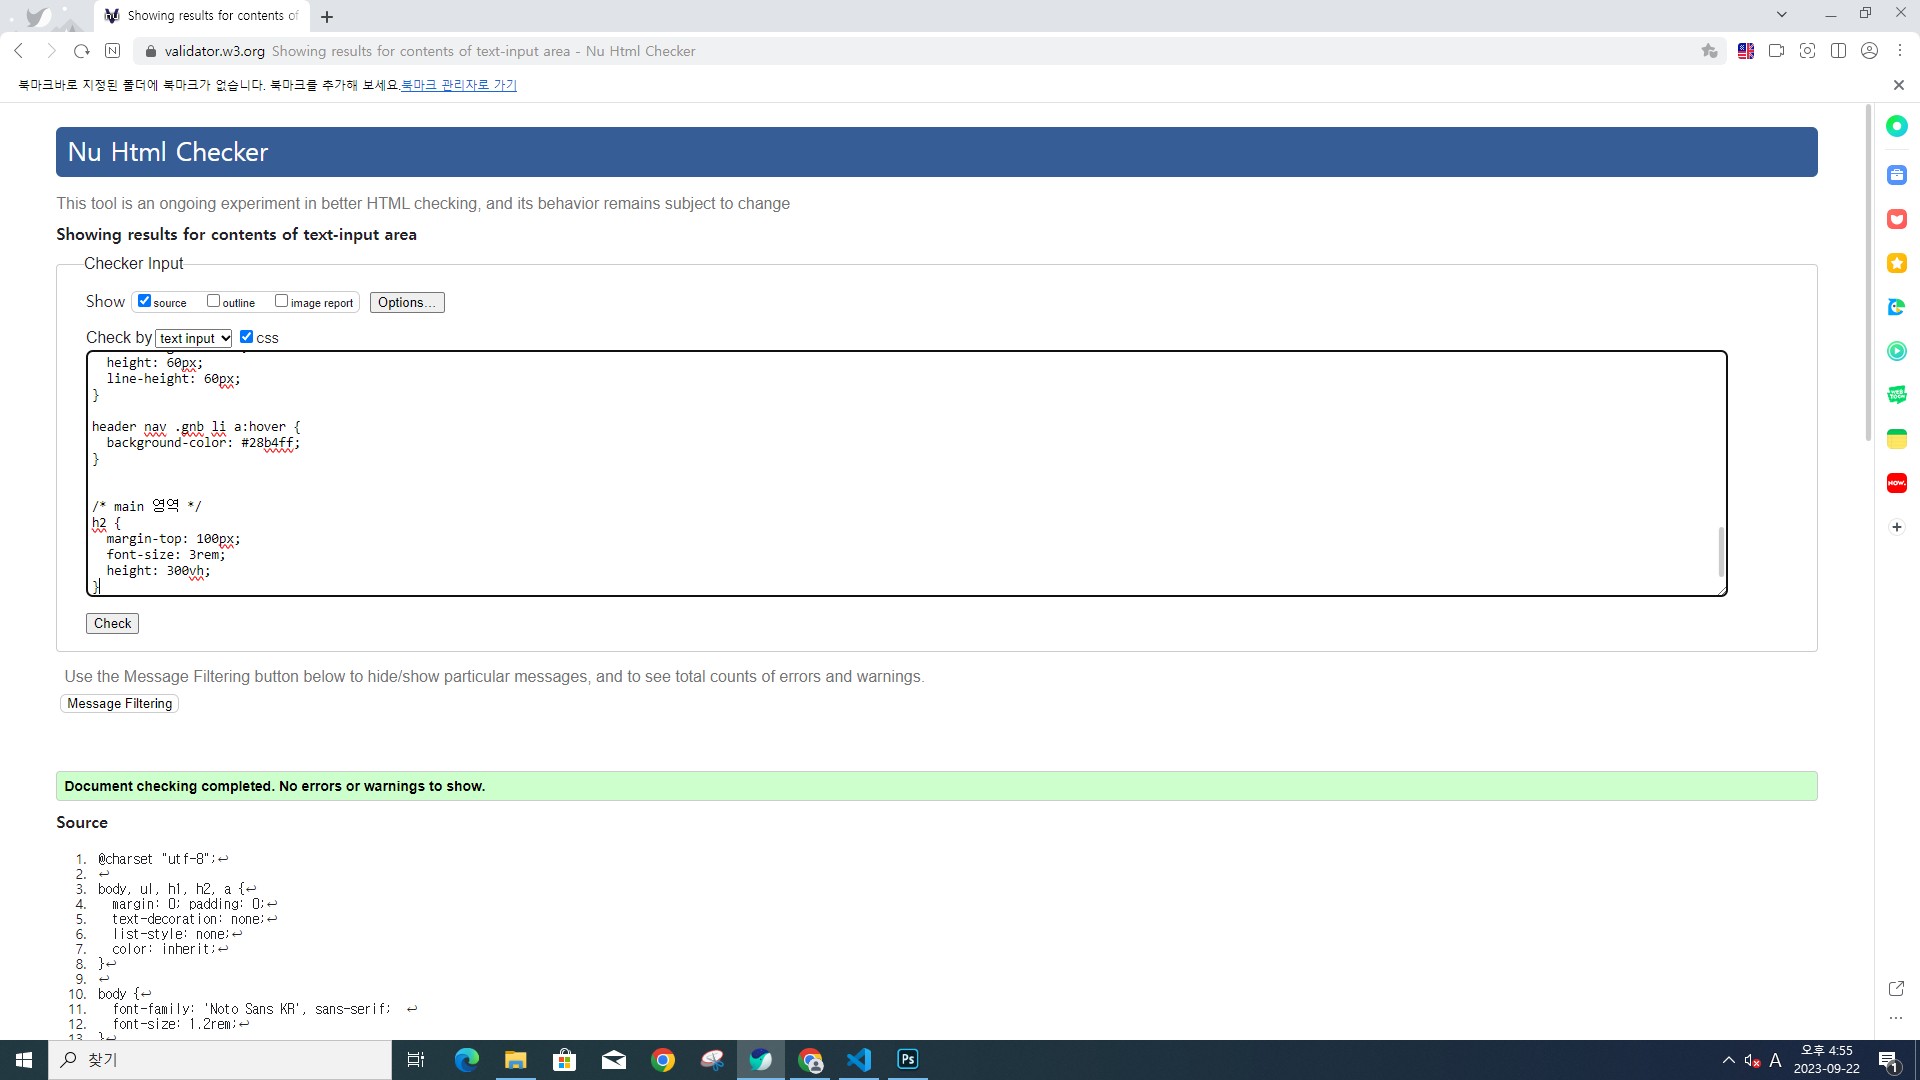 Showing results for contents of
validator.w3.org Showing results for contents of text-input area - Nu Html Checker
북마크바로 지정된 폴더에 북마크가 없습니다. 북마크를 추가해 보세요.북마크 관리자로 가기
Nu Html Checker
This tool is an ongoing experiment in better HTML checking, and its behavior remains subject to change
Showing results for contents of text-input area
Checker Input
Show source outline image report Options...
Check by text input css
height: 60px;
line-height: 60px;
}
header nav .gnb li a:hover {
background-color: #28b4ff;
}
/* main 영역 */
h2 {
margin-top: 100px;
font-size: 3rem;
height: 300vh;
}
Check
Use the Message Filtering button below to hide/show particular messages, and to see total counts of errors and warnings.
Message Filtering
Document checking completed. No errors or warnings to show.
Source
1. @charset "utf-8";↩
2. ↩
3. body, ul, h1, h2, a {↩
4. margin: 0; padding: 0;↩
5. text-decoration: none;↩
6. list-style: none;↩
7. color: inherit;↩
8. }↩
9. ↩
10. body {↩
11. font-family: 'Noto Sans KR', sans-serif; ↩
12. font-size: 1.2rem;↩
13. }↩
NOW.
찾기
Ps
A
오후 4:55
2023-09-22
1